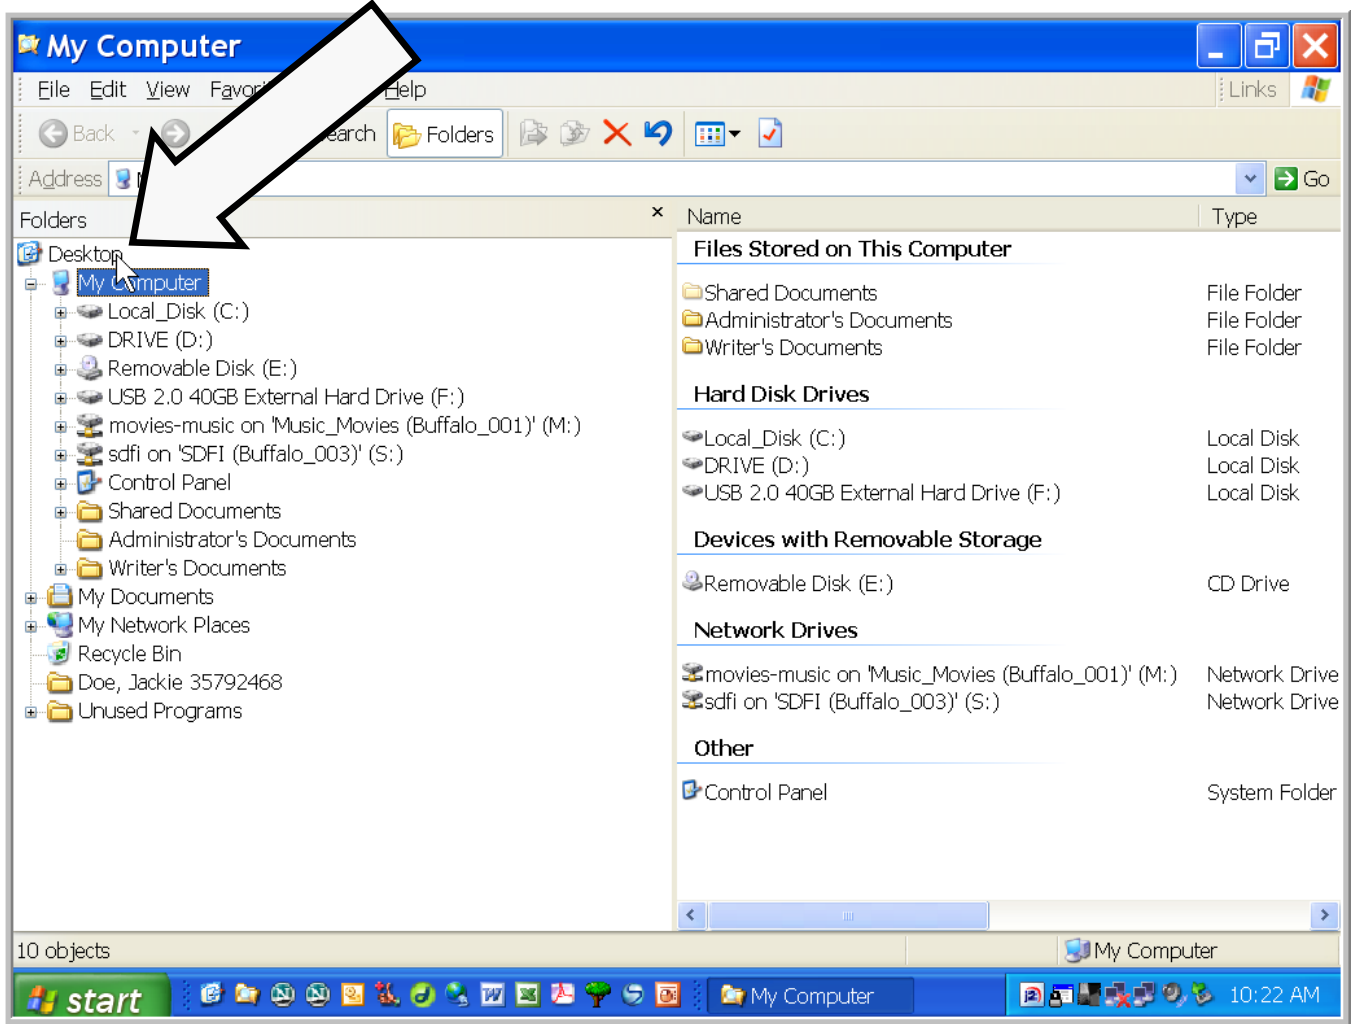 My Computer
File Edit View Help
Links
Back Folders
Address Go
Folders × Name Type
Desktop
My Computer
Local_Disk (C:)
DRIVE (D:)
Removable Disk (E:)
USB 2.0 40GB External Hard Drive (F:)
movies-music on 'Music_Movies (Buffalo_001)' (M:)
sdfi on 'SDFI (Buffalo_003)' (S:)
Control Panel
Shared Documents
Administrator's Documents
Writer's Documents
My Documents
My Network Places
Recycle Bin
Doe, Jackie 35792468
Unused Programs
Files Stored on This Computer
Shared Documents File Folder
Administrator's Documents File Folder
Writer's Documents File Folder
Hard Disk Drives
Local_Disk (C:) Local Disk
DRIVE (D:) Local Disk
USB 2.0 40GB External Hard Drive (F:) Local Disk
Devices with Removable Storage
Removable Disk (E:) CD Drive
Network Drives
movies-music on 'Music_Movies (Buffalo_001)' (M:) Network Drive
sdfi on 'SDFI (Buffalo_003)' (S:) Network Drive
Other
Control Panel System Folder
10 objects My Computer
start My Computer 10:22 AM